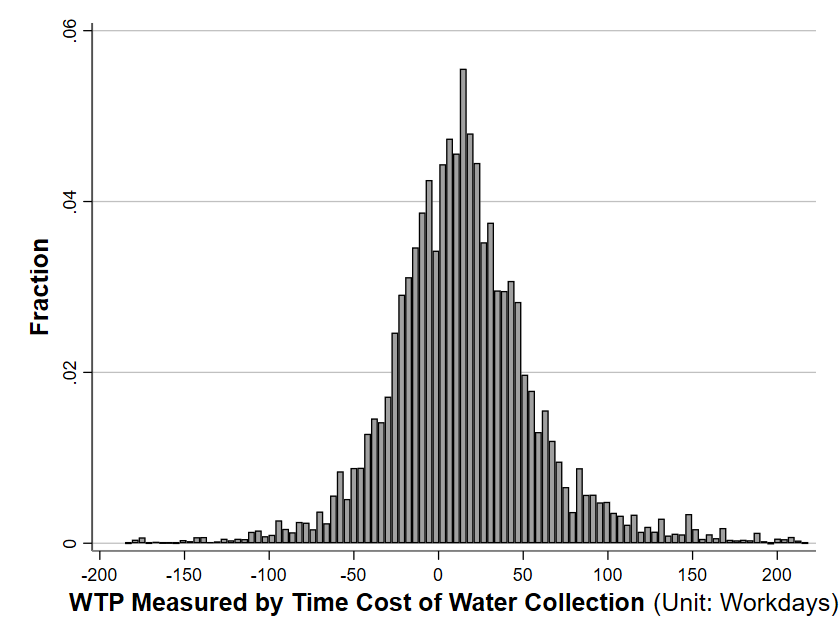 .06
.04
.02
0
Fraction
-200 -150 -100 -50 0 50 100 150 200
WTP Measured by Time Cost of Water Collection (Unit: Workdays)